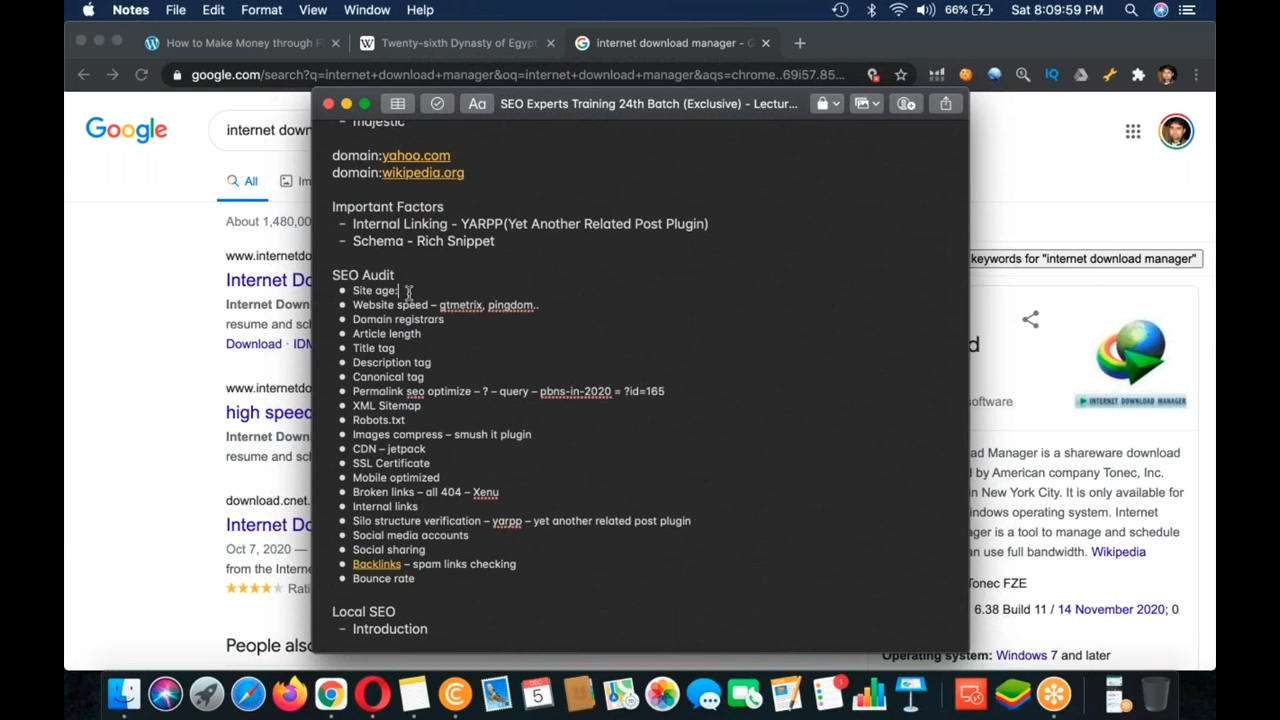 Notes File Edit Format View Window Help
66% Sat 8:09:59 PM
How to Make Money through F
Twenty-sixth Dynasty of Egypt
internet download manager - G
google.com/search?q=internet+download+manager&oq=internet+download+manager&aqs=chrome..69i57.85...
SEO Experts Training 24th Batch (Exclusive) - Lectur...
Google
internet down
All
Im
About 1,480,00
www.internetdo
Internet Do
Internet Down
resume and sch
Download · IDM
www.internetdo
high speed
Internet Down
resume and sch
download.cnet.
Internet Do
Oct 7, 2020 —
from the Interne
Rati
People also
– majestic
domain:yahoo.com
domain:wikipedia.org
Important Factors
– Internal Linking - YARPP(Yet Another Related Post Plugin)
– Schema - Rich Snippet
SEO Audit
• Site age:
• Website speed – gtmetrix, pingdom..
• Domain registrars
• Article length
• Title tag
• Description tag
• Canonical tag
• Permalink seo optimize – ? – query – pbns-in-2020 = ?id=165
• XML Sitemap
• Robots.txt
• Images compress – smush it plugin
• CDN – jetpack
• SSL Certificate
• Mobile optimized
• Broken links – all 404 – Xenu
• Internal links
• Silo structure verification – yarpp – yet another related post plugin
• Social media accounts
• Social sharing
• Backlinks – spam links checking
• Bounce rate
Local SEO
– Introduction
keywords for "internet download manager"
d
software
INTERNET DOWNLOAD MANAGER
ad Manager is a shareware download
d by American company Tonec, Inc.
n New York City. It is only available for
indows operating system. Internet
ager is a tool to manage and schedule
n use full bandwidth. Wikipedia
Tonec FZE
6.38 Build 11 / 14 November 2020; 0
Operating system: Windows 7 and later
DEC
5
1